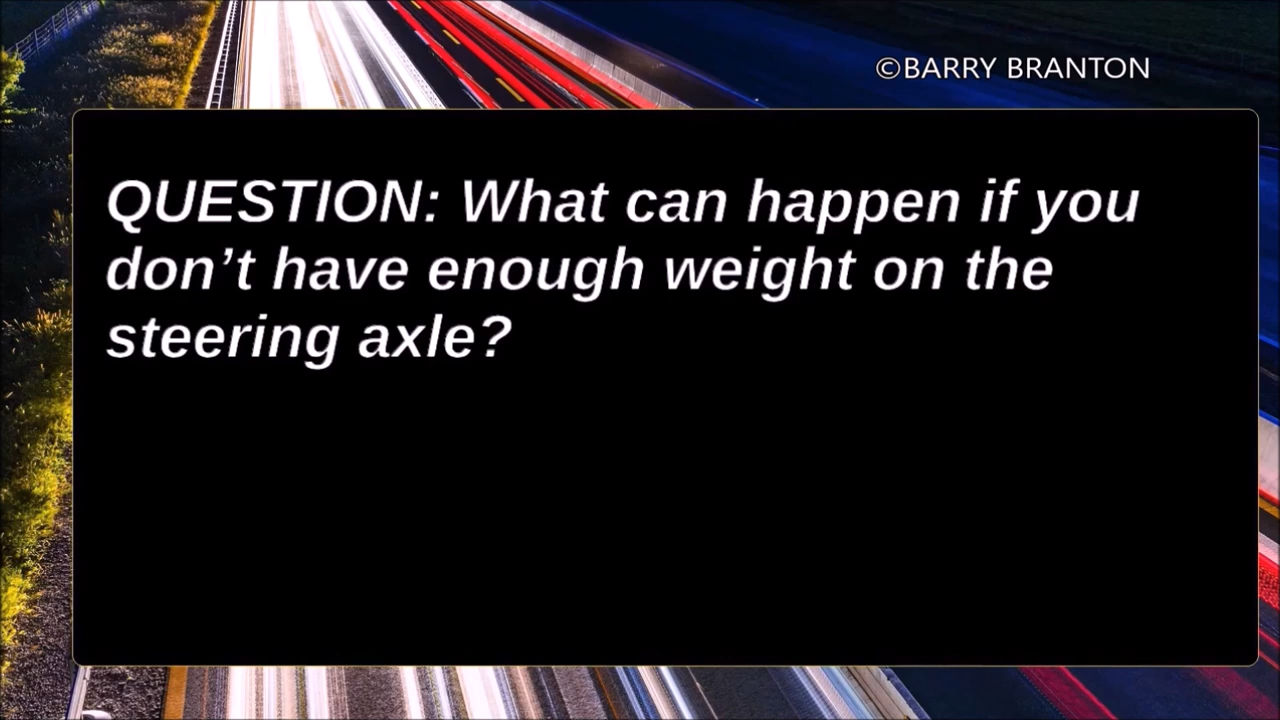 ©BARRY BRANTON
QUESTION: What can happen if you
don’t have enough weight on the
steering axle?